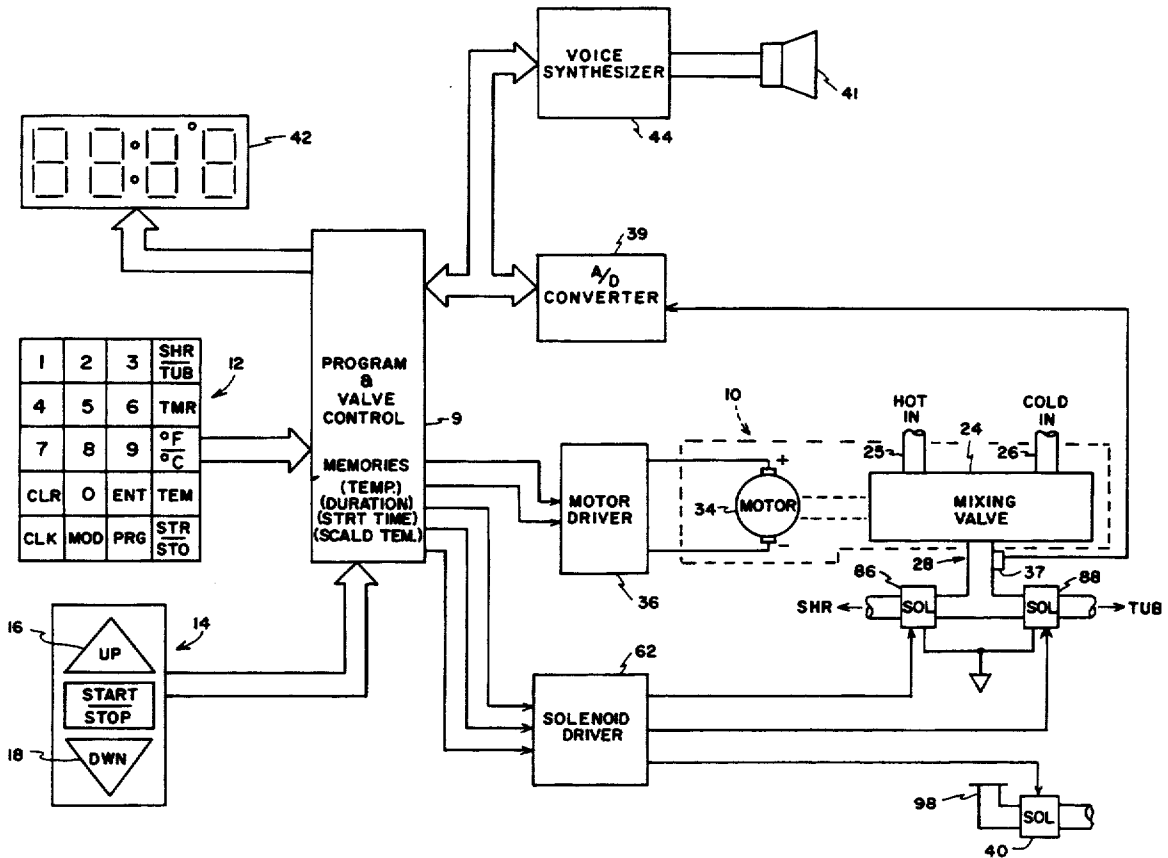 VOICE
SYNTHESIZER
41
44
42
39
A/D
CONVERTER
1 2 3 SHR
TUB
4 5 6 TMR
7 8 9 °F
°C
CLR 0 ENT TEM
CLK MOD PRG STR
STO
12
PROGRAM
&
VALVE
CONTROL
9
MEMORIES
(TEMP.)
(DURATION)
(STRT TIME)
(SCALD TEM.)
MOTOR
DRIVER
36
10
HOT
IN
COLD
IN
24
25
26
+
34
MOTOR
-
MIXING
VALVE
28
37
86
88
SHR
SOL
SOL
TUB
16
UP
14
START
STOP
18
DWN
62
SOLENOID
DRIVER
98
SOL
40